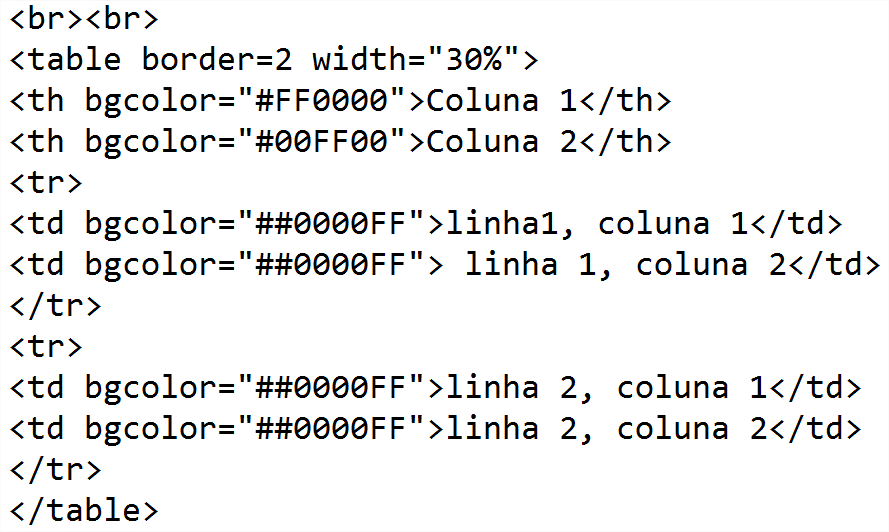 <br><br>
<table border=2 width="30%">
<th bgcolor="#FF0000">Coluna 1</th>
<th bgcolor="#00FF00">Coluna 2</th>
<tr>
<td bgcolor="##0000FF">linha1, coluna 1</td>
<td bgcolor="##0000FF"> linha 1, coluna 2</td>
</tr>
<tr>
<td bgcolor="##0000FF">linha 2, coluna 1</td>
<td bgcolor="##0000FF">linha 2, coluna 2</td>
</tr>
</table>